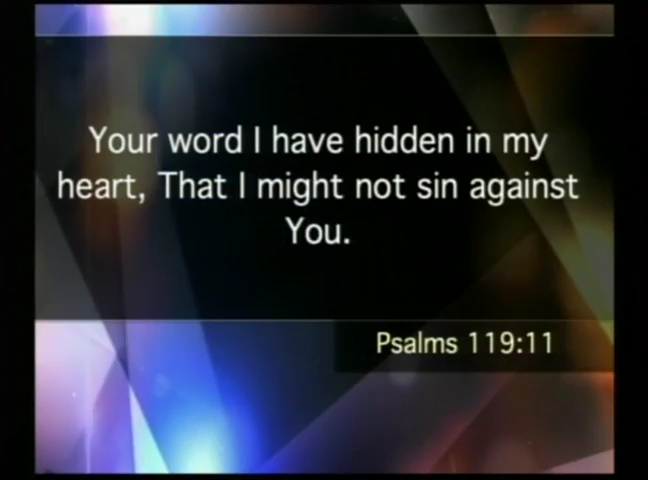 Your word I have hidden in my
heart, That I might not sin against
You.
Psalms 119:11